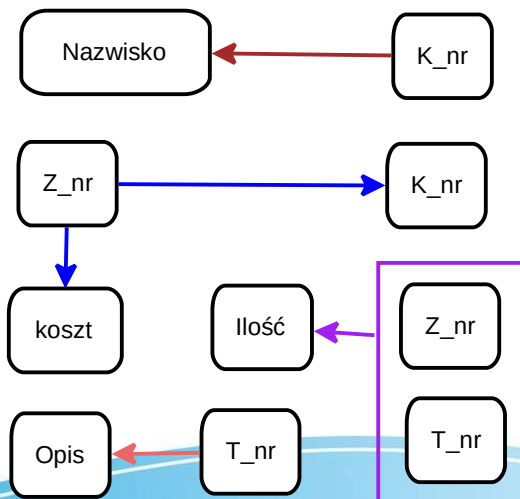 Nazwisko
K_nr
Z_nr
K_nr
koszt
Ilość
Z_nr
Opis
T_nr
T_nr